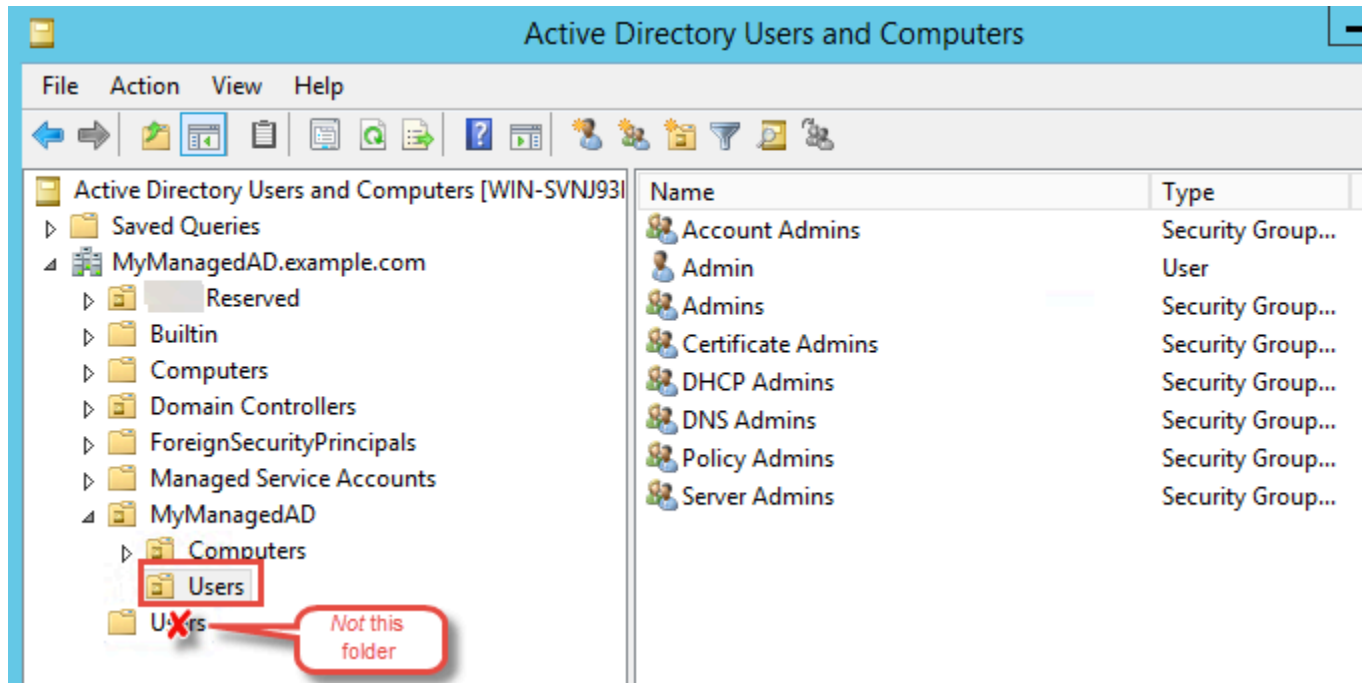 Active Directory Users and Computers
File Action View Help
Active Directory Users and Computers [WIN-SVNJ93I
Saved Queries
MyManagedAD.example.com
Reserved
Builtin
Computers
Domain Controllers
ForeignSecurityPrincipals
Managed Service Accounts
MyManagedAD
Computers
Users
Users
Not this
folder
Name Type
Account Admins Security Group...
Admin User
Admins Security Group...
Certificate Admins Security Group...
DHCP Admins Security Group...
DNS Admins Security Group...
Policy Admins Security Group...
Server Admins Security Group...